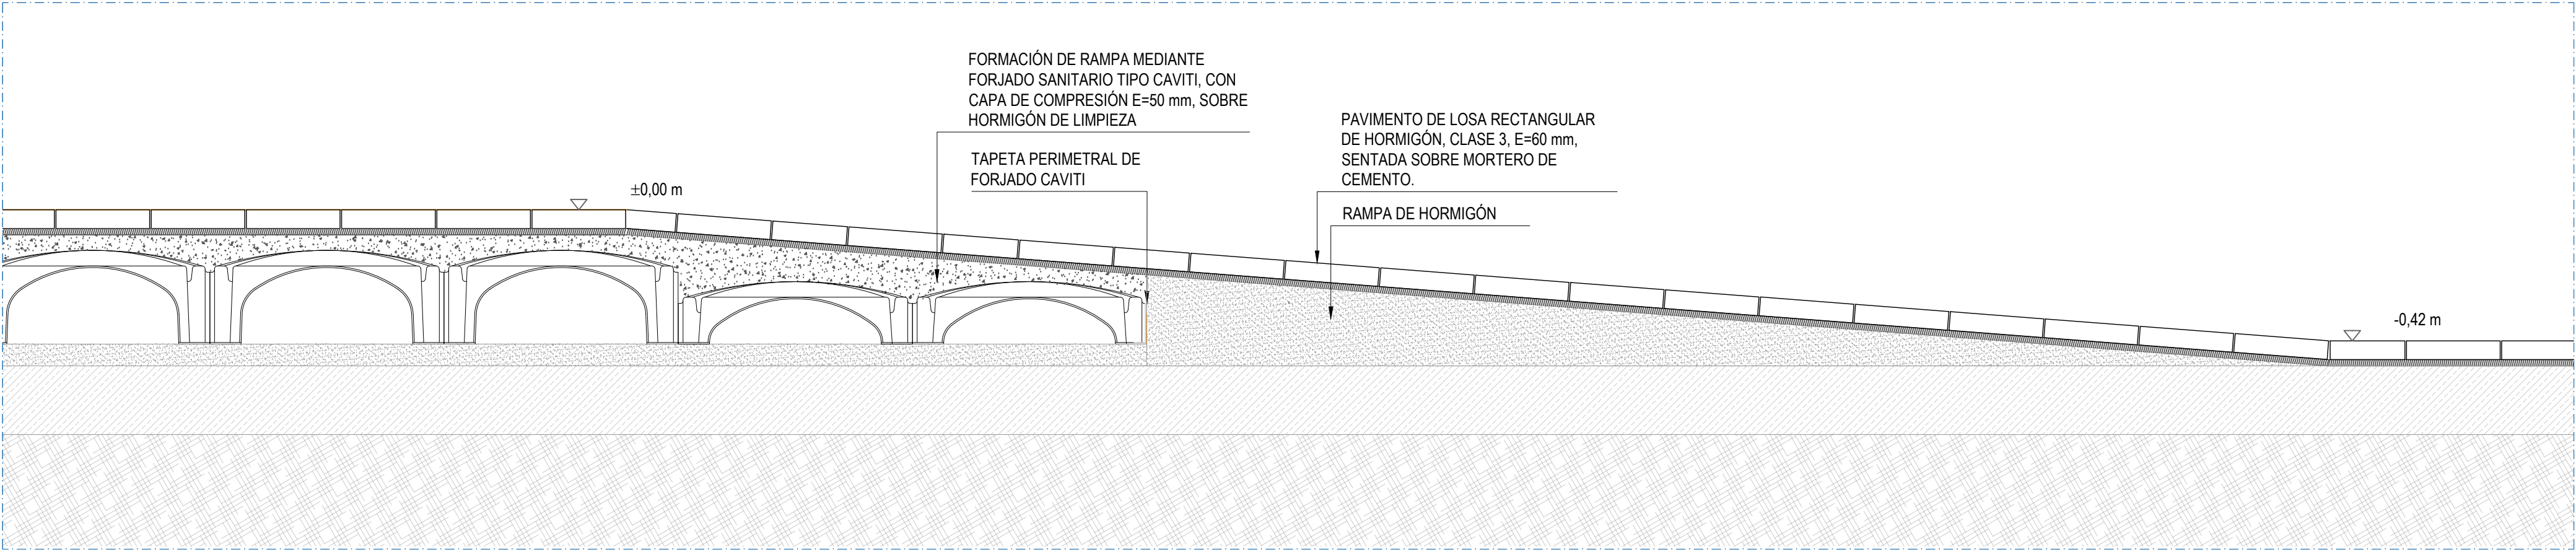 FORMACIÓN DE RAMPA MEDIANTE
FORJADO SANITARIO TIPO CAVITI, CON
CAPA DE COMPRESIÓN E=50 mm, SOBRE
HORMIGÓN DE LIMPIEZA
TAPETA PERIMETRAL DE
FORJADO CAVITI
PAVIMENTO DE LOSA RECTANGULAR
DE HORMIGÓN, CLASE 3, E=60 mm,
SENTADA SOBRE MORTERO DE
CEMENTO.
RAMPA DE HORMIGÓN
±0,00 m
-0,42 m